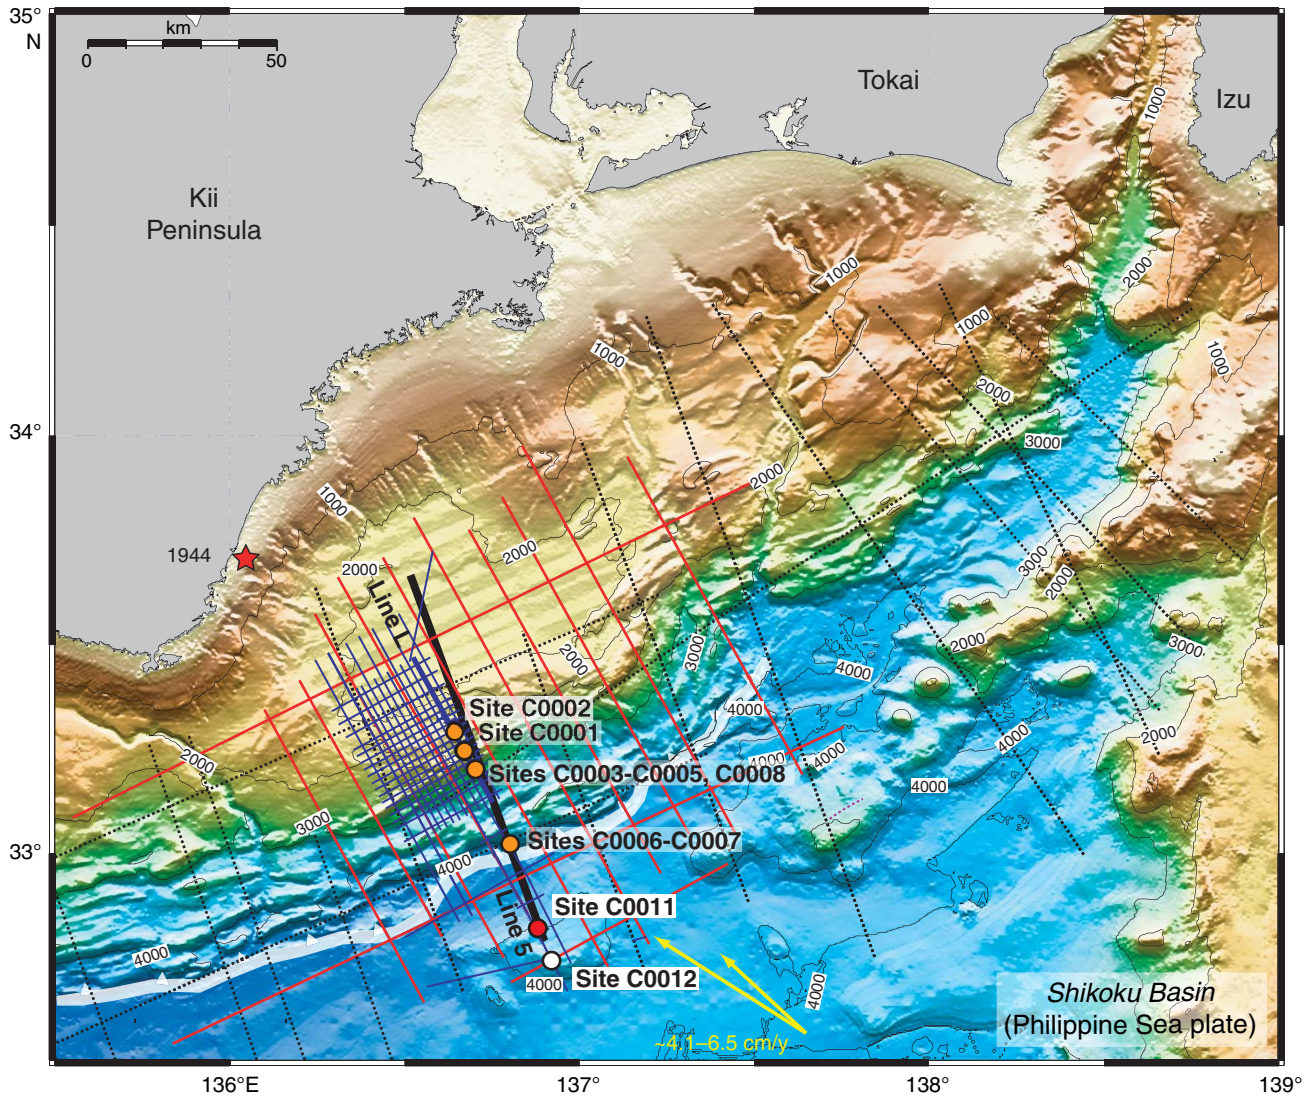 35°
N
km
0 50
Tokai
Izu
Kii
Peninsula
1000
1000
2000
1000
1000
1000
2000
34°
3000
2000
1000
1944
2000
2000
3000
2000
Line L
2000
3000
2000
3000
4000
Site C0002
4000
Site C0001
2000
4000
4000
4000
2000
Sites C0003-C0005, C0008
4000
3000
Sites C0006-C0007
33°
4000
Line 5
Site C0011
4000
Site C0012
4000
4000
Shikoku Basin
(Philippine Sea plate)
~4.1–6.5 cm/y
136°E 137° 138° 139°